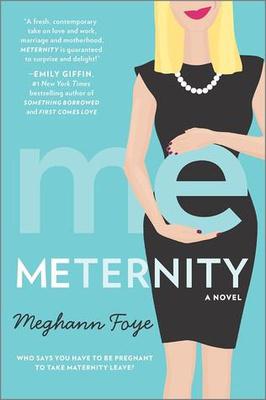 "A fresh, contemporary
take on love and work,
marriage and motherhood,
METERNITY is guaranteed
to surprise and delight!"
—EMILY GIFFIN,
#1 New York Times
bestselling author of
SOMETHING BORROWED
and FIRST COMES LOVE
me
METERNITY
A NOVEL
Meghann Foye
WHO SAYS YOU HAVE TO BE PREGNANT
TO TAKE MATERNITY LEAVE?